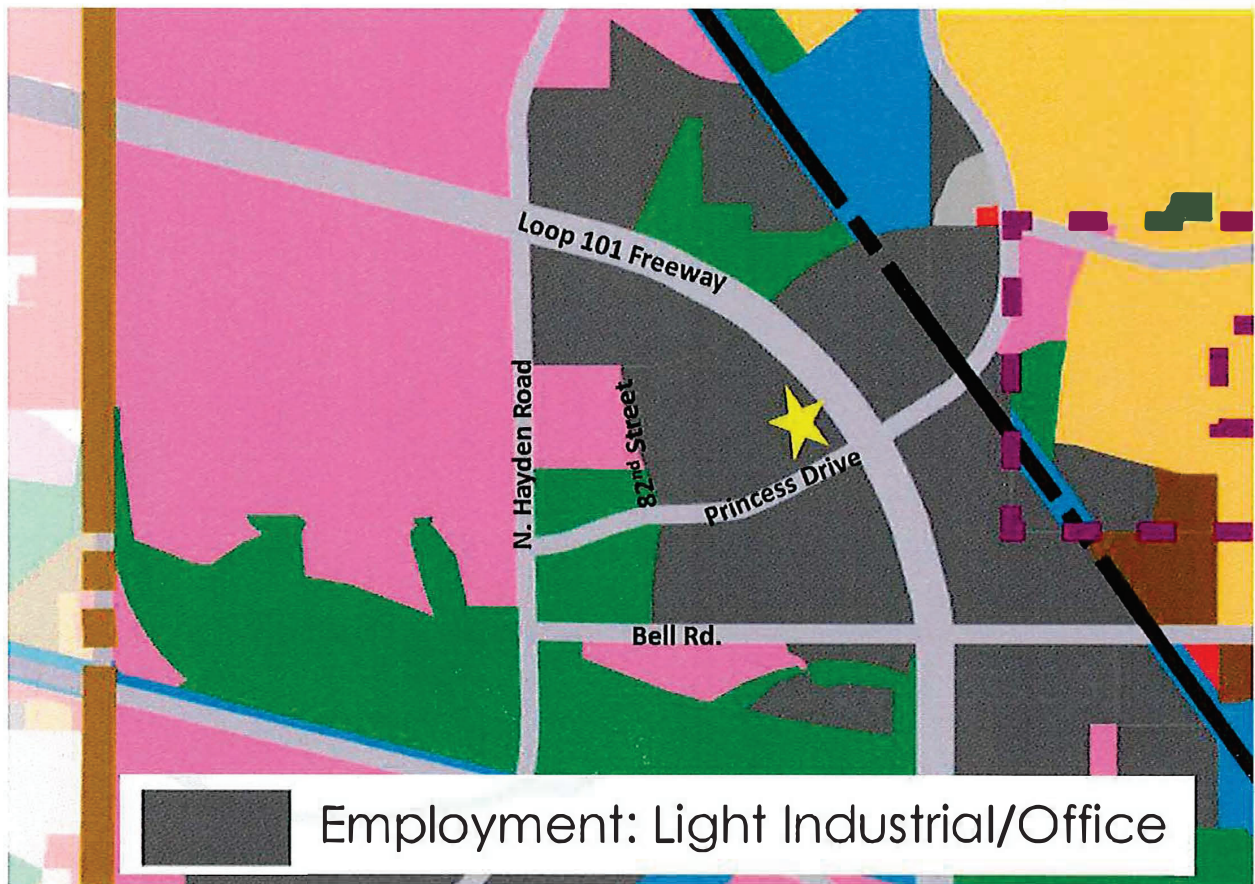 Loop 101 Freeway
N. Hayden Road
82nd Street
Princess Drive
Bell Rd.
Employment: Light Industrial/Office